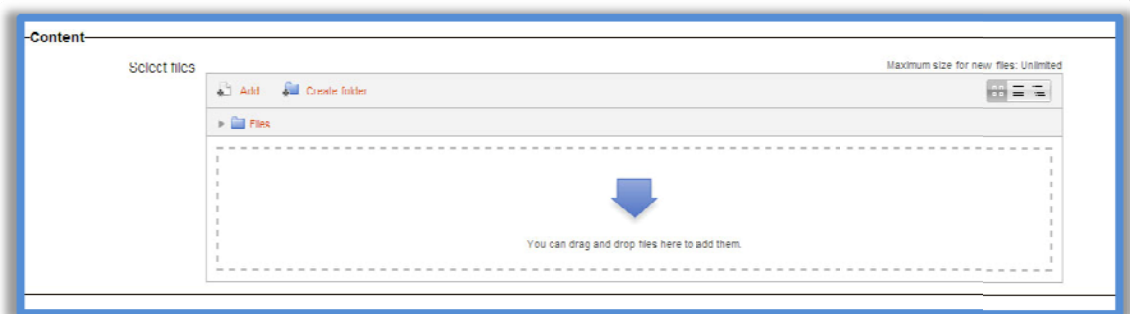 Content
Select files
Maximum size for new files: Unlimited
Add Create folder
Files
You can drag and drop files here to add them.